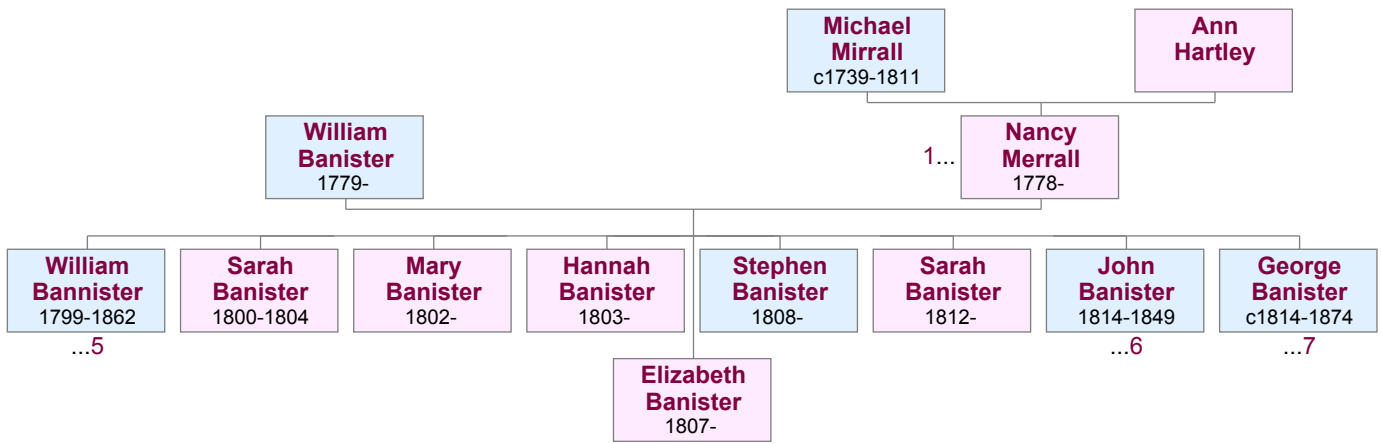 Michael
Mirrall
c1739-1811
Ann
Hartley
William
Banister
1779-
1...
Nancy
Merrall
1778-
William
Bannister
1799-1862
...5
Sarah
Banister
1800-1804
Mary
Banister
1802-
Hannah
Banister
1803-
Stephen
Banister
1808-
Sarah
Banister
1812-
John
Banister
1814-1849
...6
George
Banister
c1814-1874
...7
Elizabeth
Banister
1807-